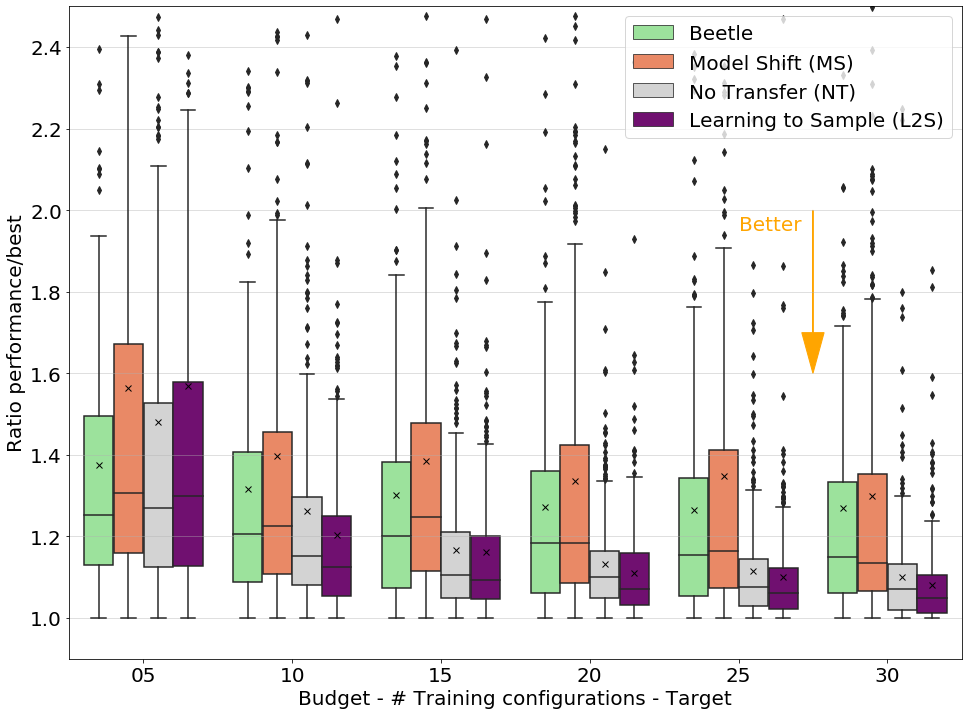 Ratio performance/best
2.4
2.2
2.0
1.8
1.6
1.4
1.2
1.0
Beetle
Model Shift (MS)
No Transfer (NT)
Learning to Sample (L2S)
Better
05 10 15 20 25 30
Budget - # Training configurations - Target